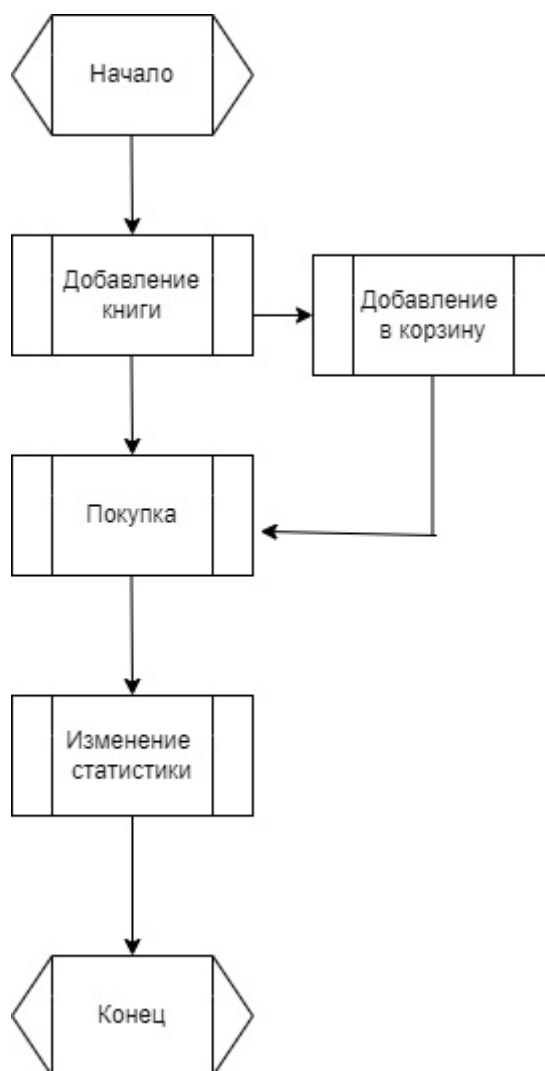 Начало
Добавление
книги
Добавление
в корзину
Покупка
Изменение
статистики
Конец